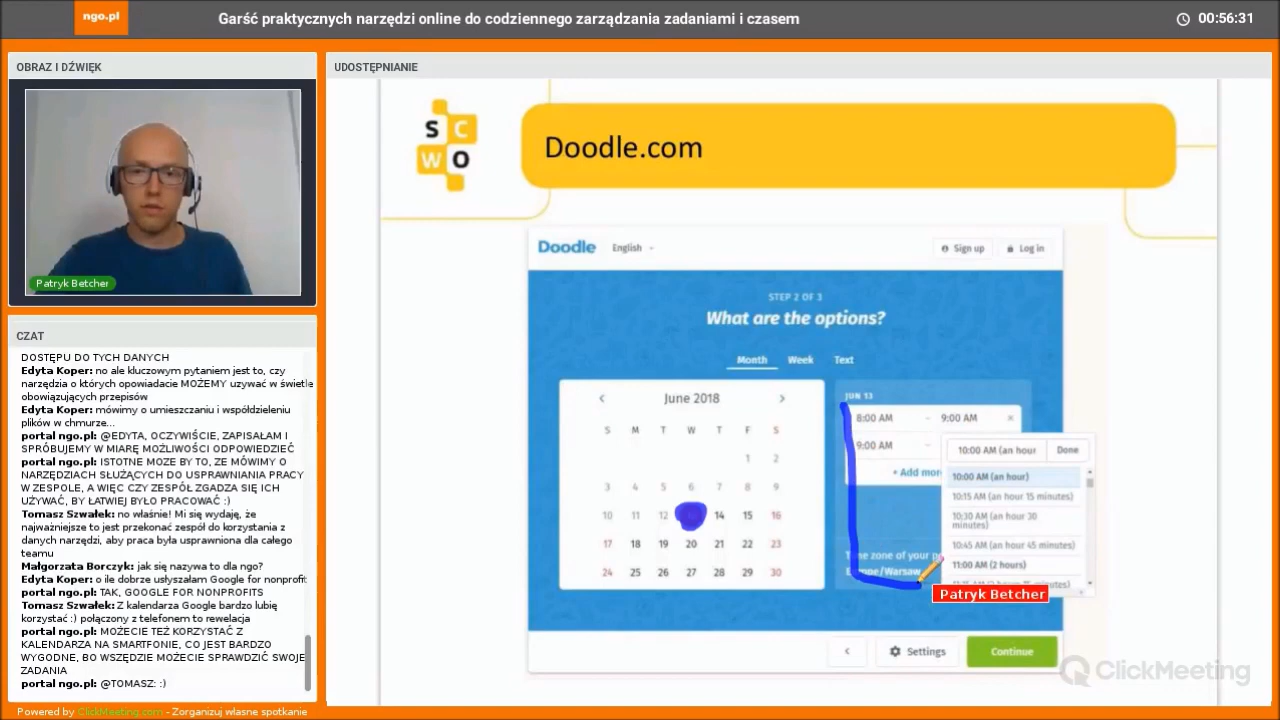 ngo.pl
Garść praktycznych narzędzi online do codziennego zarządzania zadaniami i czasem
00:56:31
OBRAZ I DŹWIĘK
Patryk Betcher
CZAT
DOSTĘPU DO TYCH DANYCH
Edyta Koper: no ale kluczowym pytaniem jest to, czy
narzędzia o których opowiadacie MOŻEMY uzywać w świetle
obowiązujących przepisów
Edyta Koper: mówimy o umieszczaniu i współdzieleniu
plików w chmurze...
portal ngo.pl: @EDYTA, OCZYWIŚCIE, ZAPISAŁAM I
SPRÓBUJEMY W MIARĘ MOŻLIWOŚCI ODPOWIEDZIEĆ
portal ngo.pl: ISTOTNE MOZE BY TO, ZE MÓWIMY O
NARZĘDZIACH SŁUŻĄCYCH DO USPRAWNIANIA PRACY
W ZESPOLE, A WIĘC CZY ZESPÓŁ ZGADZA SIĘ ICH
UŻYWAĆ, BY ŁATWIEJ BYŁO PRACOWAĆ :)
Tomasz Szwałek: no właśnie! Mi się wydaję, że
najważniejsze to jest przekonać zespół do korzystania z
danych narzędzi, aby praca była usprawniona dla całego
teamu
Małgorzata Borczyk: jak się nazywa to dla ngo?
Edyta Koper: o ile dobrze usłyszałam Google for nonprofit
portal ngo.pl: TAK, GOOGLE FOR NONPROFITS
Tomasz Szwałek: Z kalendarza Google bardzo lubię
korzystać :) połączony z telefonem to rewelacja
portal ngo.pl: MOŻECIE TEŻ KORZYSTAĆ Z
KALENDARZA NA SMARTFONIE, CO JEST BARDZO
WYGODNE, BO WSZĘDZIE MOŻECIE SPRAWDZIĆ SWOJE
ZADANIA
portal ngo.pl: @TOMASZ: :)
Powered by ClickMeeting.com - Zorganizuj własne spotkanie
UDOSTĘPNIANIE
S C
W O
Doodle.com
Doodle English
Sign up Log in
STEP 2 OF 3
What are the options?
Month Week Text
June 2018
S M T W T F S
1 2
3 4 5 6 7 8 9
10 11 12 14 15 16
17 18 19 20 21 22 23
24 25 26 27 28 29 30
JUN 13
8:00 AM - 9:00 AM
9:00 AM -
+ Add more
10:00 AM (an hour Done
10:00 AM (an hour)
10:15 AM (an hour 15 minutes)
10:30 AM (an hour 30
minutes)
10:45 AM (an hour 45 minutes)
11:00 AM (2 hours)
Time zone of your
Europe/Warsaw
Patryk Betcher
Settings
Continue
ClickMeeting